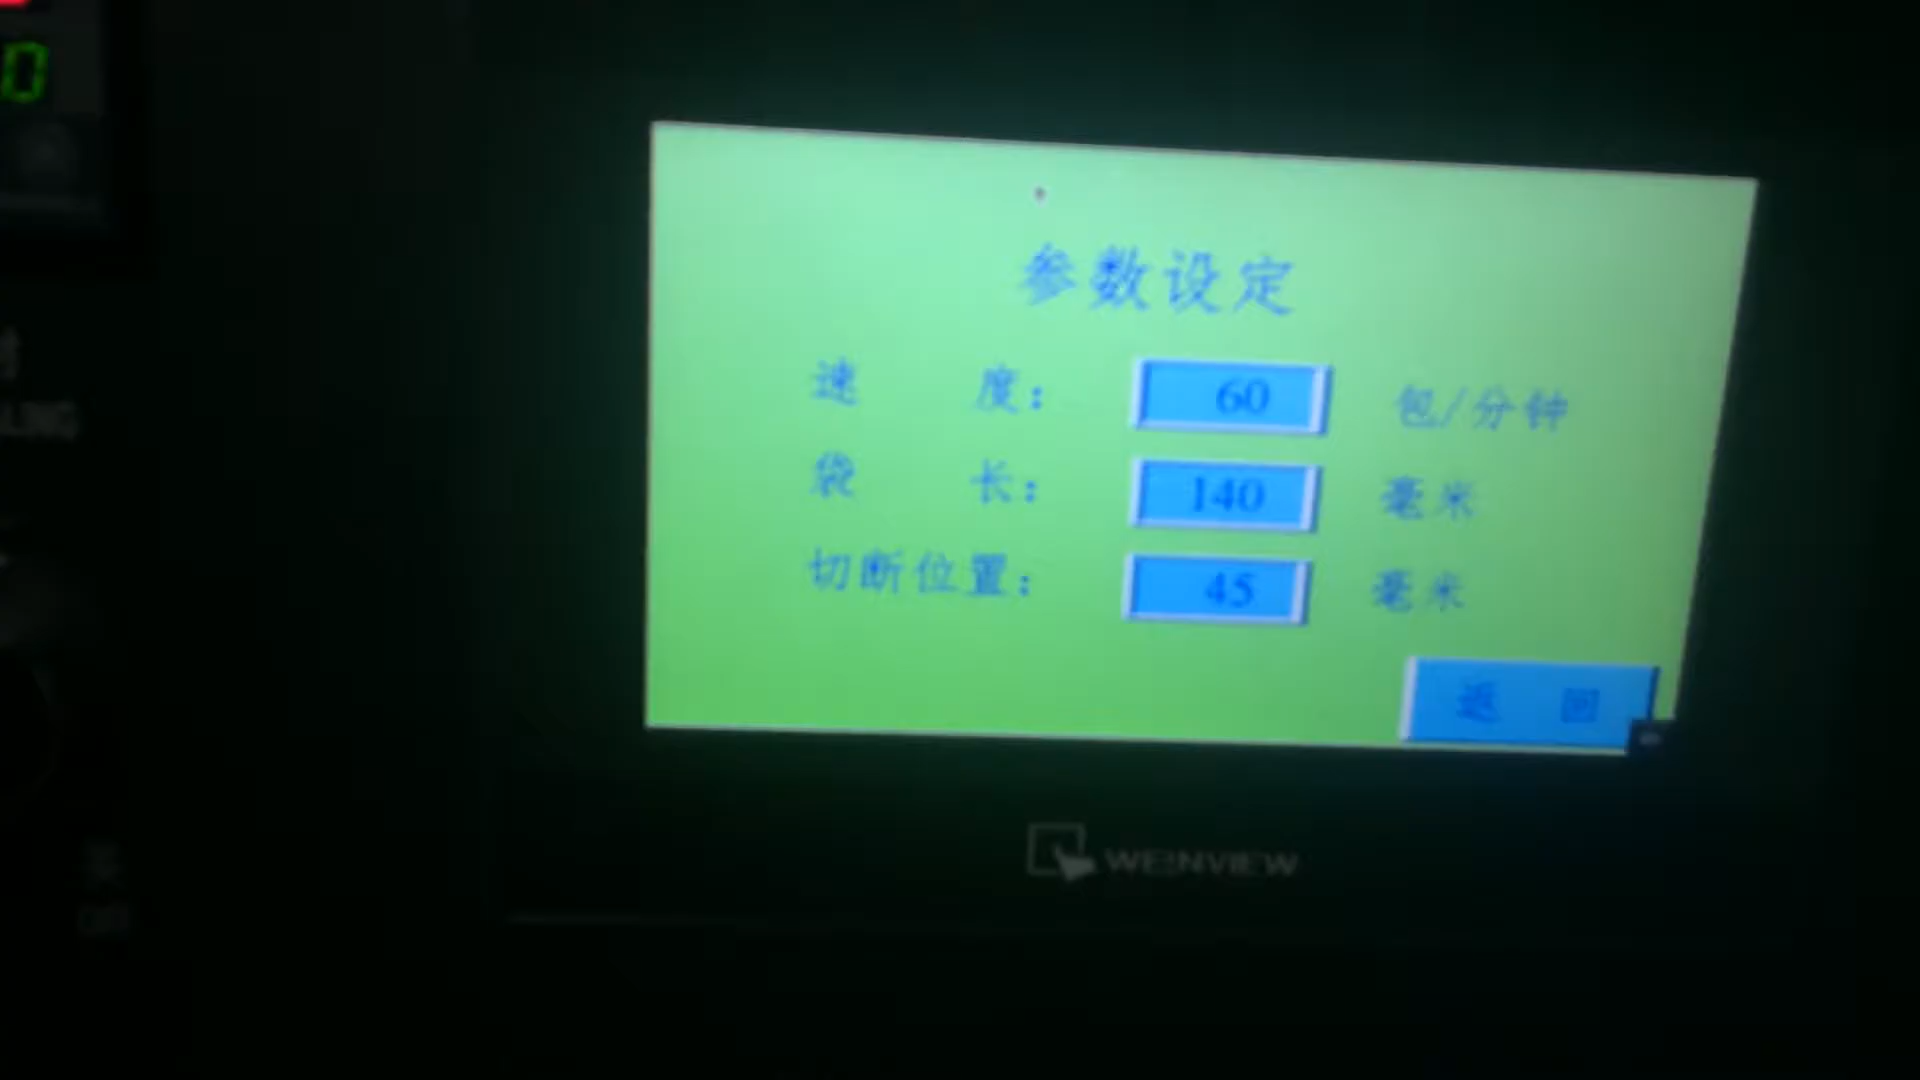 0
参数设定
速 度: 60 包/分钟
袋 长: 140 毫米
切断位置: 45 毫米
返 回
WEINVIEW